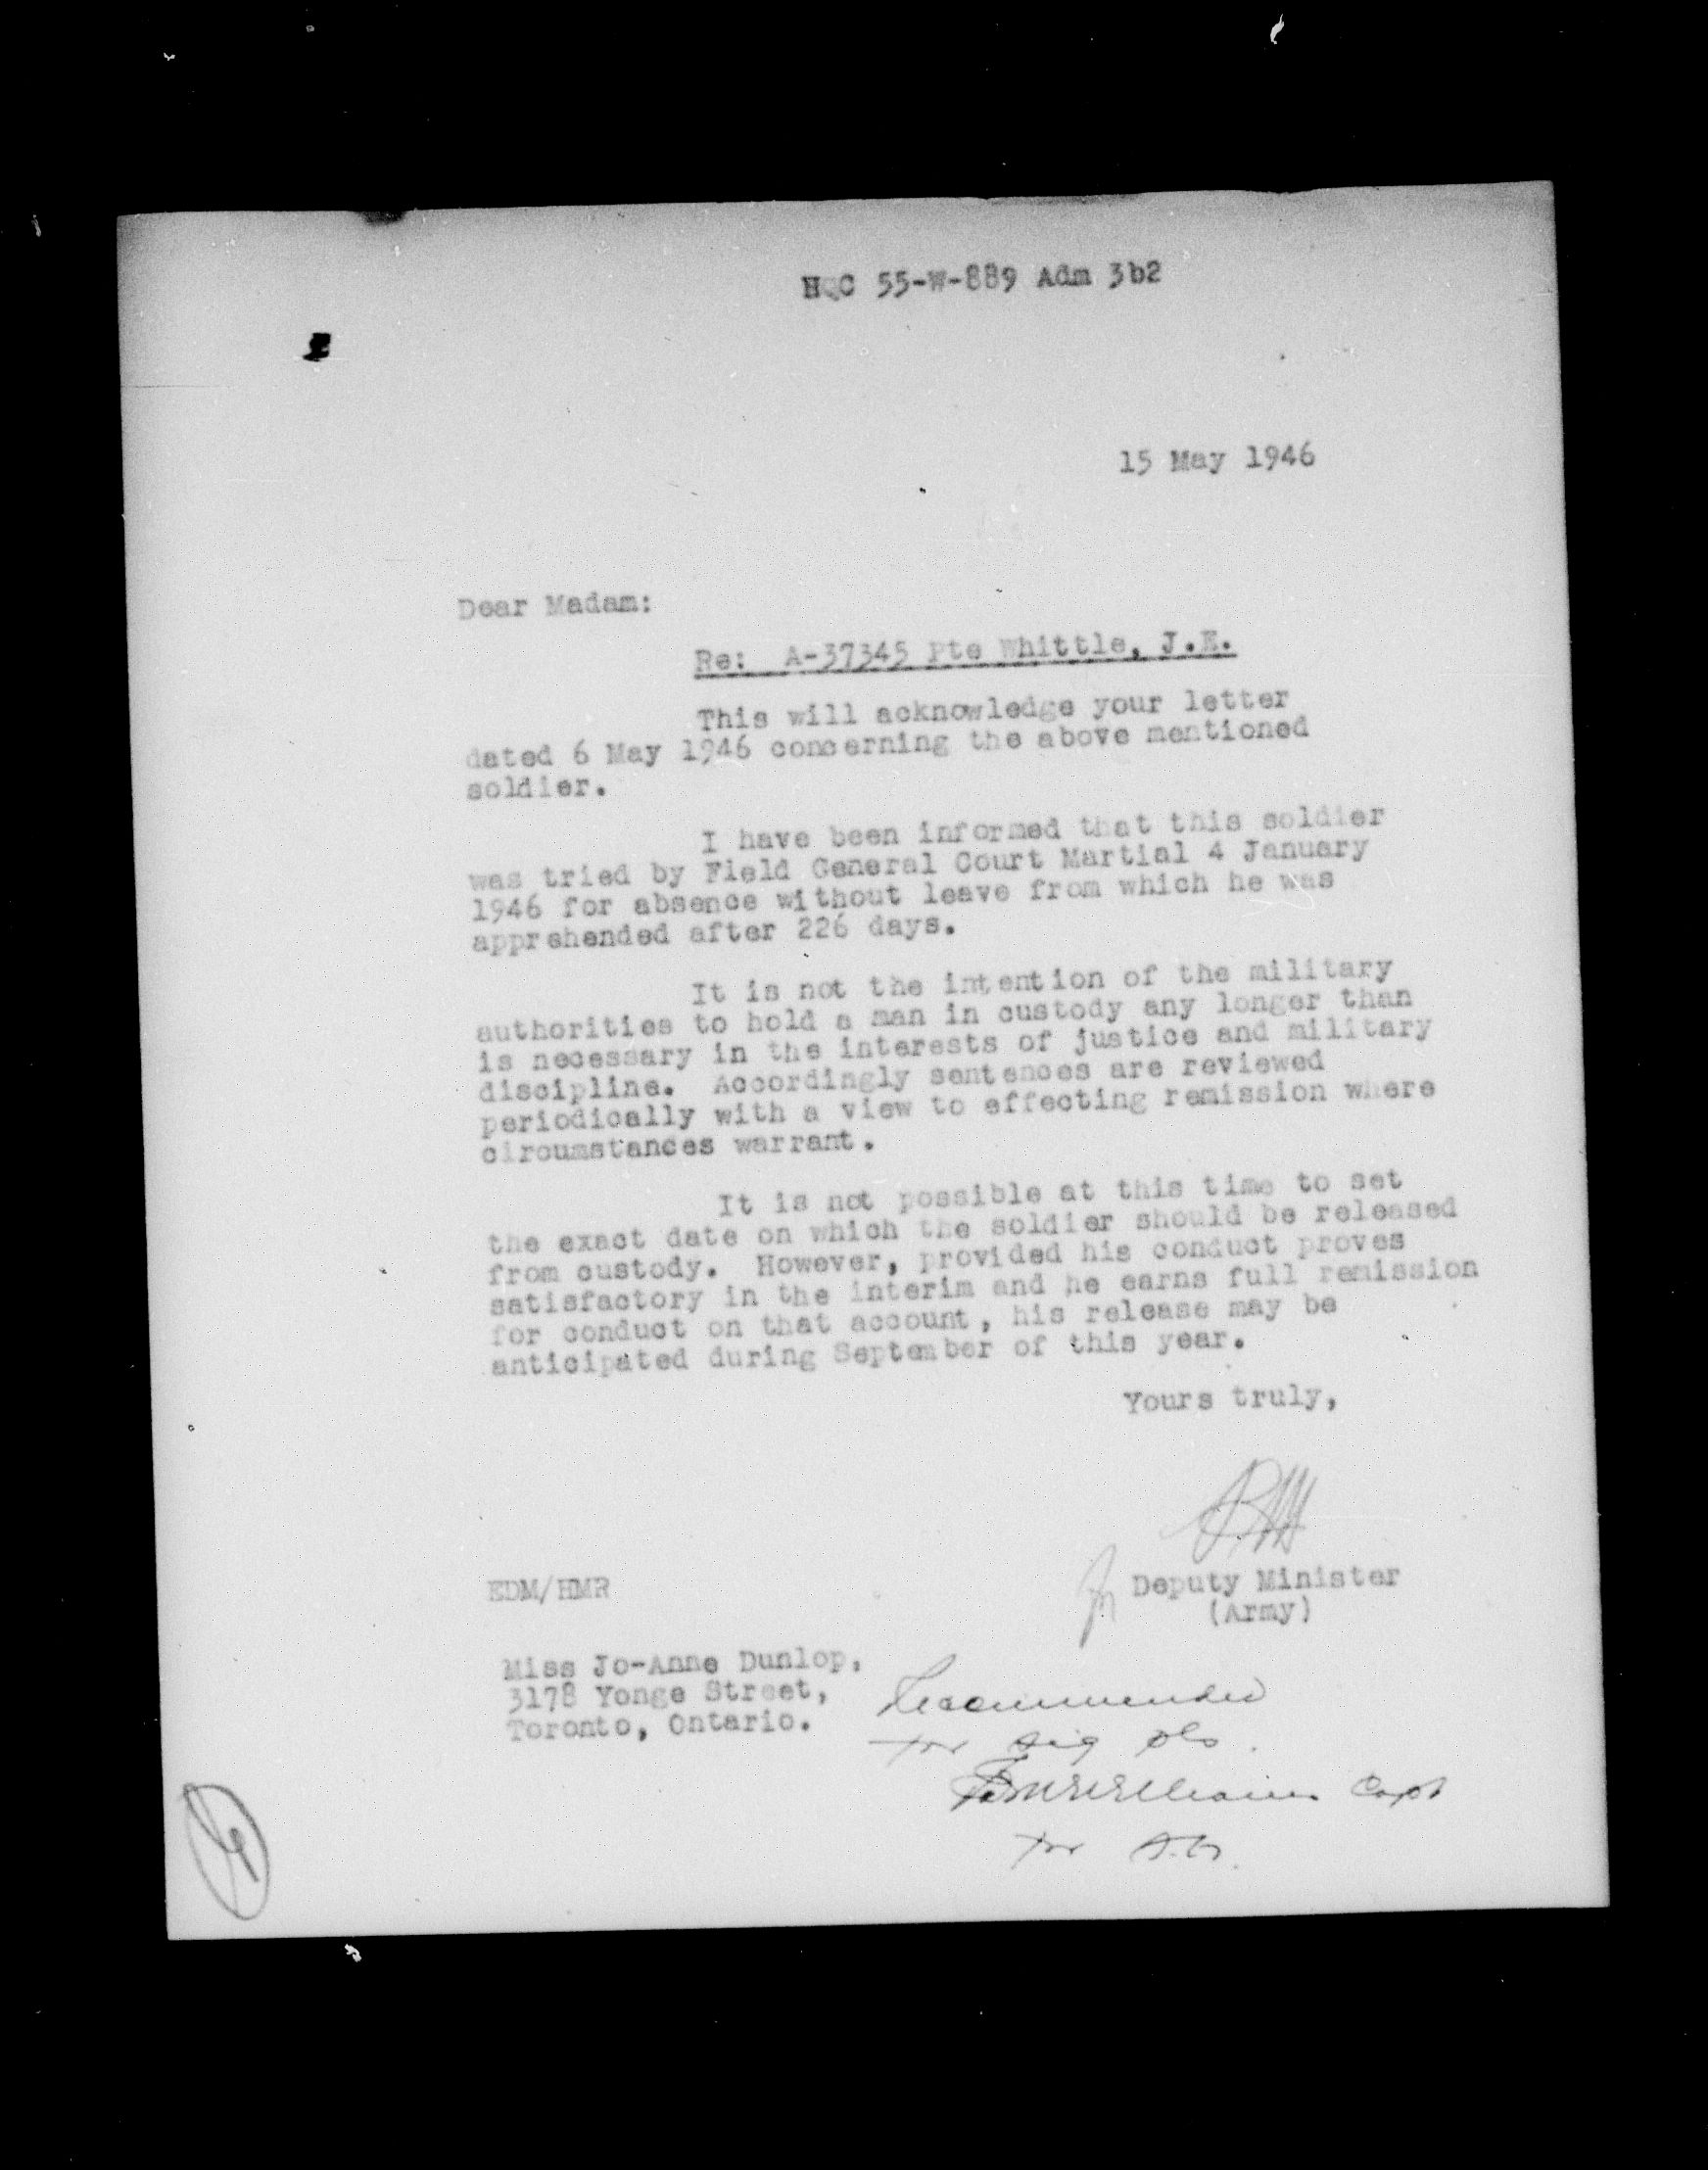 HQC 55-W-889 Adm 3b2
15 May 1946
Dear Madam:
Re: A-37345 Pte Whittle, J.E.
This will acknowledge your letter
dated 6 May 1946 concerning the above mentioned
soldier.
I have been informed that this soldier
was tried by Field General Court Martial 4 January
1946 for absence without leave from which he was
apprehended after 226 days.
It is not the intention of the military
authorities to hold a man in custody any longer than
is necessary in the interests of justice and military
discipline. Accordingly sentences are reviewed
periodically with a view to effecting remission where
circumstances warrant.
It is not possible at this time to set
the exact date on which the soldier should be released
from custody. However, provided his conduct proves
satisfactory in the interim and he earns full remission
for conduct on that account, his release may be
anticipated during September of this year.
Yours truly,
Deputy Minister
(Army)
EDM/HMR
Miss Jo-Anne Dunlop,
3178 Yonge Street,
Toronto, Ontario.
Recommended
for sig pls.
Capt
for